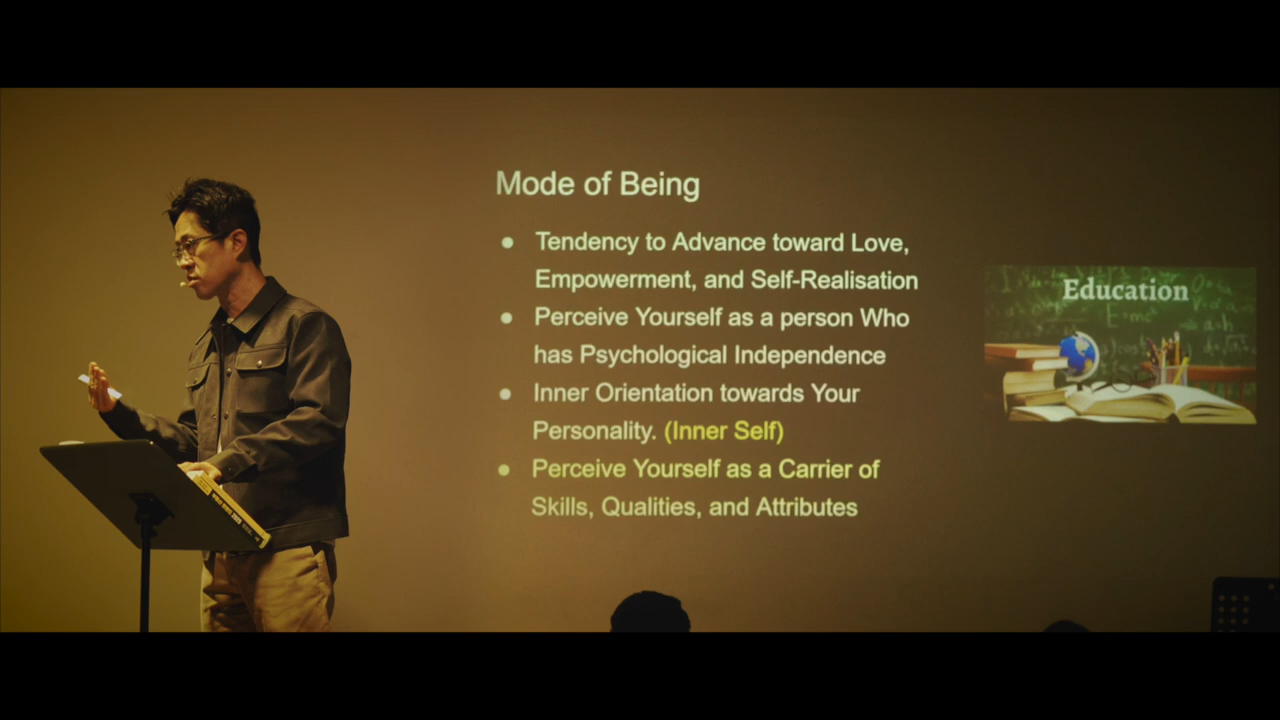 Mode of Being
● Tendency to Advance toward Love,
Empowerment, and Self-Realisation
● Perceive Yourself as a person Who
has Psychological Independence
● Inner Orientation towards Your
Personality. (Inner Self)
● Perceive Yourself as a Carrier of
Skills, Qualities, and Attributes
Education